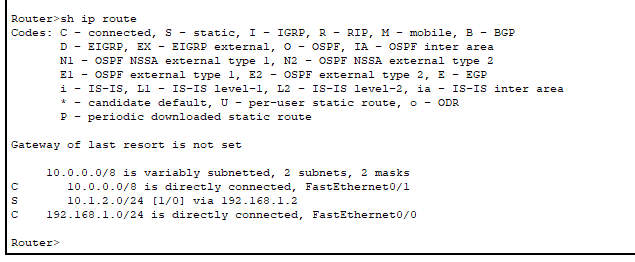 Router>sh ip route
Codes: C - connected, S - static, I - IGRP, R - RIP, M - mobile, B - BGP
D - EIGRP, EX - EIGRP external, O - OSPF, IA - OSPF inter area
N1 - OSPF NSSA external type 1, N2 - OSPF NSSA external type 2
E1 - OSPF external type 1, E2 - OSPF external type 2, E - EGP
i - IS-IS, L1 - IS-IS level-1, L2 - IS-IS level-2, ia - IS-IS inter area
* - candidate default, U - per-user static route, o - ODR
P - periodic downloaded static route
Gateway of last resort is not set
10.0.0.0/8 is variably subnetted, 2 subnets, 2 masks
C 10.0.0.0/8 is directly connected, FastEthernet0/1
S 10.1.2.0/24 [1/0] via 192.168.1.2
C 192.168.1.0/24 is directly connected, FastEthernet0/0
Router>